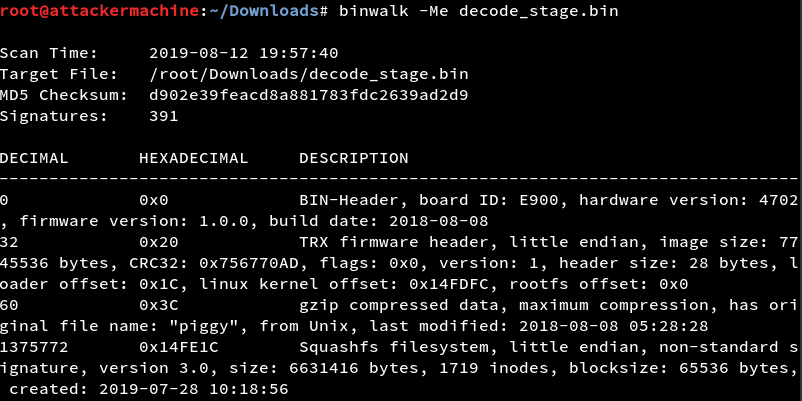 root@attackermachine:~/Downloads# binwalk -Me decode_stage.bin
Scan Time:     2019-08-12 19:57:40
Target File:   /root/Downloads/decode_stage.bin
MD5 Checksum:  d902e39feacd8a881783fdc2639ad2d9
Signatures:    391
DECIMAL       HEXADECIMAL     DESCRIPTION
--------------------------------------------------------------------------------
0             0x0             BIN-Header, board ID: E900, hardware version: 4702
, firmware version: 1.0.0, build date: 2018-08-08
32            0x20            TRX firmware header, little endian, image size: 77
45536 bytes, CRC32: 0x756770AD, flags: 0x0, version: 1, header size: 28 bytes, l
oader offset: 0x1C, linux kernel offset: 0x14FDFC, rootfs offset: 0x0
60            0x3C            gzip compressed data, maximum compression, has ori
ginal file name: "piggy", from Unix, last modified: 2018-08-08 05:28:28
1375772       0x14FE1C        Squashfs filesystem, little endian, non-standard s
ignature, version 3.0, size: 6631416 bytes, 1719 inodes, blocksize: 65536 bytes,
 created: 2019-07-28 10:18:56